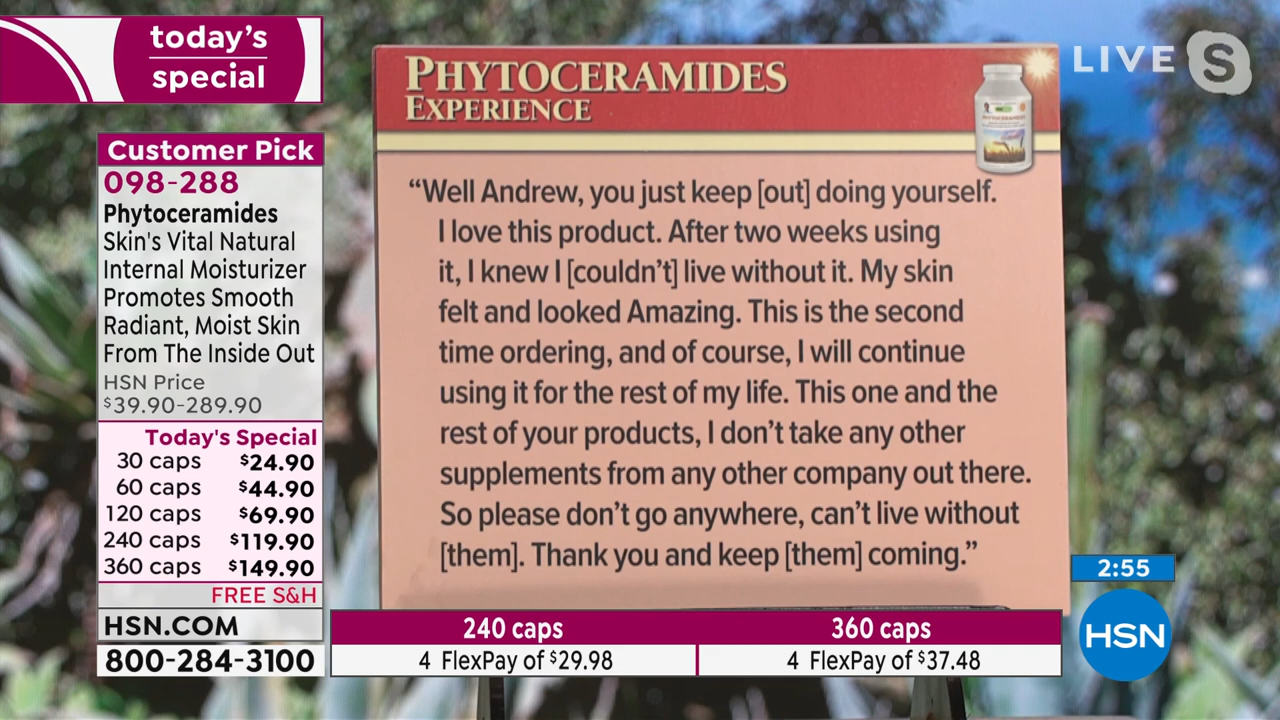 today's
special
Customer Pick
098-288
Phytoceramides
Skin's Vital Natural
Internal Moisturizer
Promotes Smooth
Radiant, Moist Skin
From The Inside Out
HSN Price
$39.90-289.90
Today's Special
30 caps $24.90
60 caps $44.90
120 caps $69.90
240 caps $119.90
360 caps $149.90
FREE S&H
HSN.COM
800-284-3100
PHYTOCERAMIDES
EXPERIENCE
LIVE S
PHYTOCERAMIDES
“Well Andrew, you just keep [out] doing yourself.
I love this product. After two weeks using
it, I knew I [couldn't] live without it. My skin
felt and looked Amazing. This is the second
time ordering, and of course, I will continue
using it for the rest of my life. This one and the
rest of your products, I don't take any other
supplements from any other company out there.
So please don't go anywhere, can't live without
[them]. Thank you and keep [them] coming.”
240 caps 360 caps
4 FlexPay of $29.98 4 FlexPay of $37.48
2:55
HSN